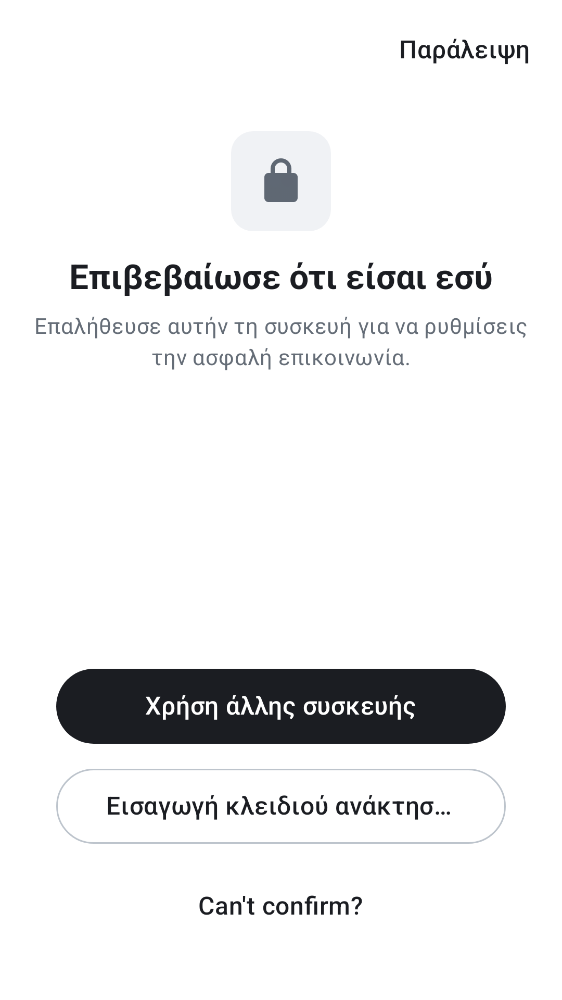 Παράλειψη
Επιβεβαίωσε ότι είσαι εσύ
Επαλήθευσε αυτήν τη συσκευή για να ρυθμίσεις
την ασφαλή επικοινωνία.
Χρήση άλλης συσκευής
Εισαγωγή κλειδιού ανάκτησ...
Can't confirm?